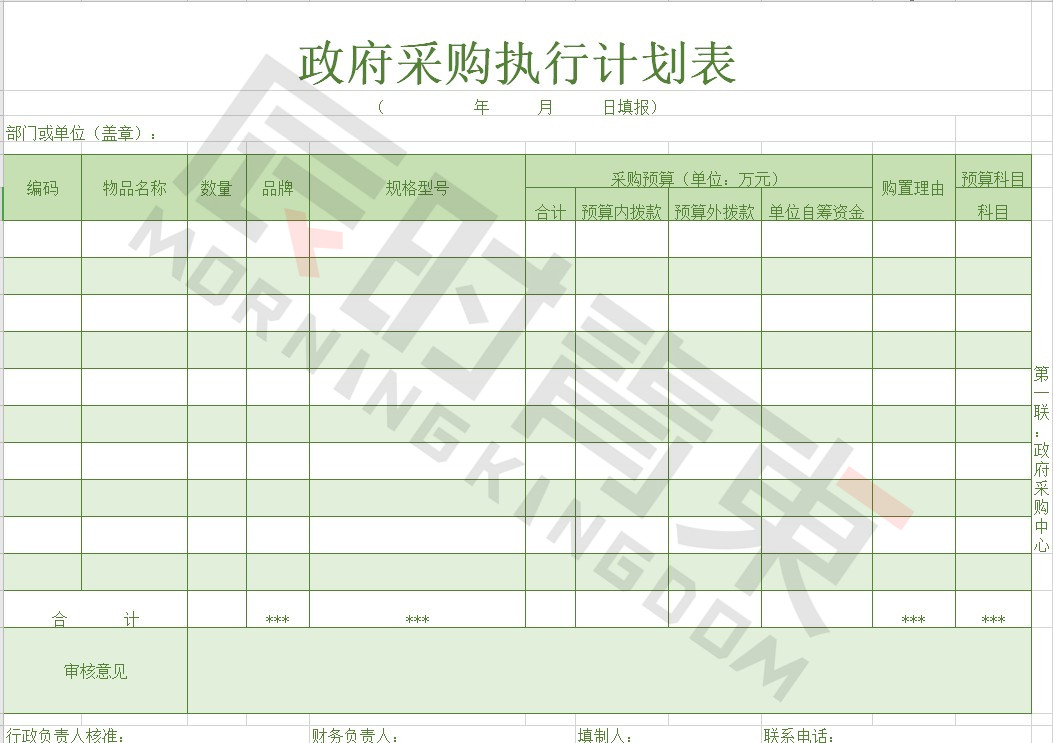 政府采购执行计划表
（ 年 月 日填报）
部门或单位（盖章）：
编码 物品名称 数量 品牌 规格型号 采购预算（单位：万元） 购置理由 预算科目
合计 预算内拨款 预算外拨款 单位自筹资金 科目
第一联：政府采购中心
合 计 *** *** *** ***
审核意见
行政负责人核准： 财务负责人： 填制人： 联系电话：
MORNINGKINGDOM